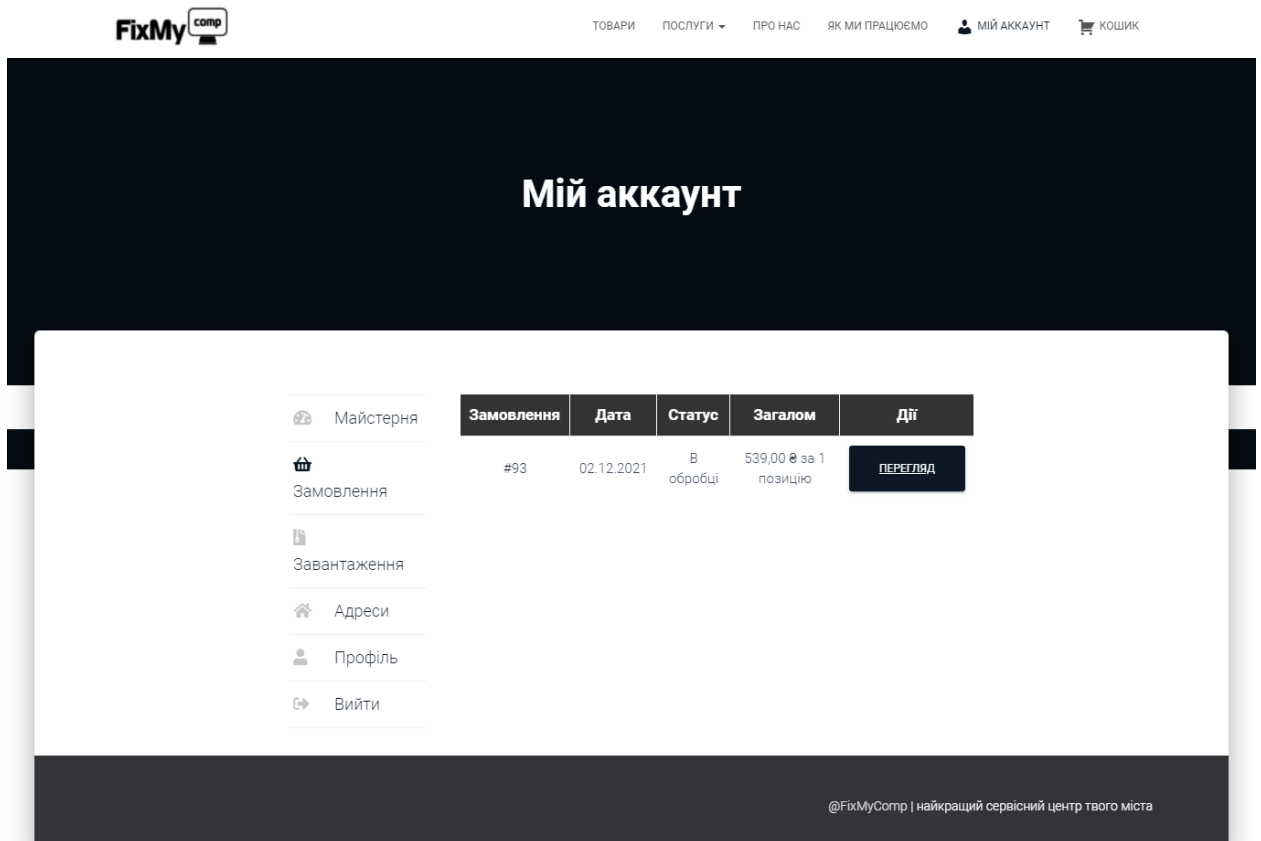 FixMy comp
ТОВАРИ ПОСЛУГИ ПРО НАС ЯК МИ ПРАЦЮЄМО МІЙ АККАУНТ КОШИК
Мій аккаунт
Майстерня
Замовлення
Завантаження
Адреси
Профіль
Вийти
Замовлення Дата Статус Загалом Дії
#93 02.12.2021 В обробці 539,00 ₴ за 1 позицію ПЕРЕГЛЯД
@FixMyComp | найкращий сервісний центр твого міста